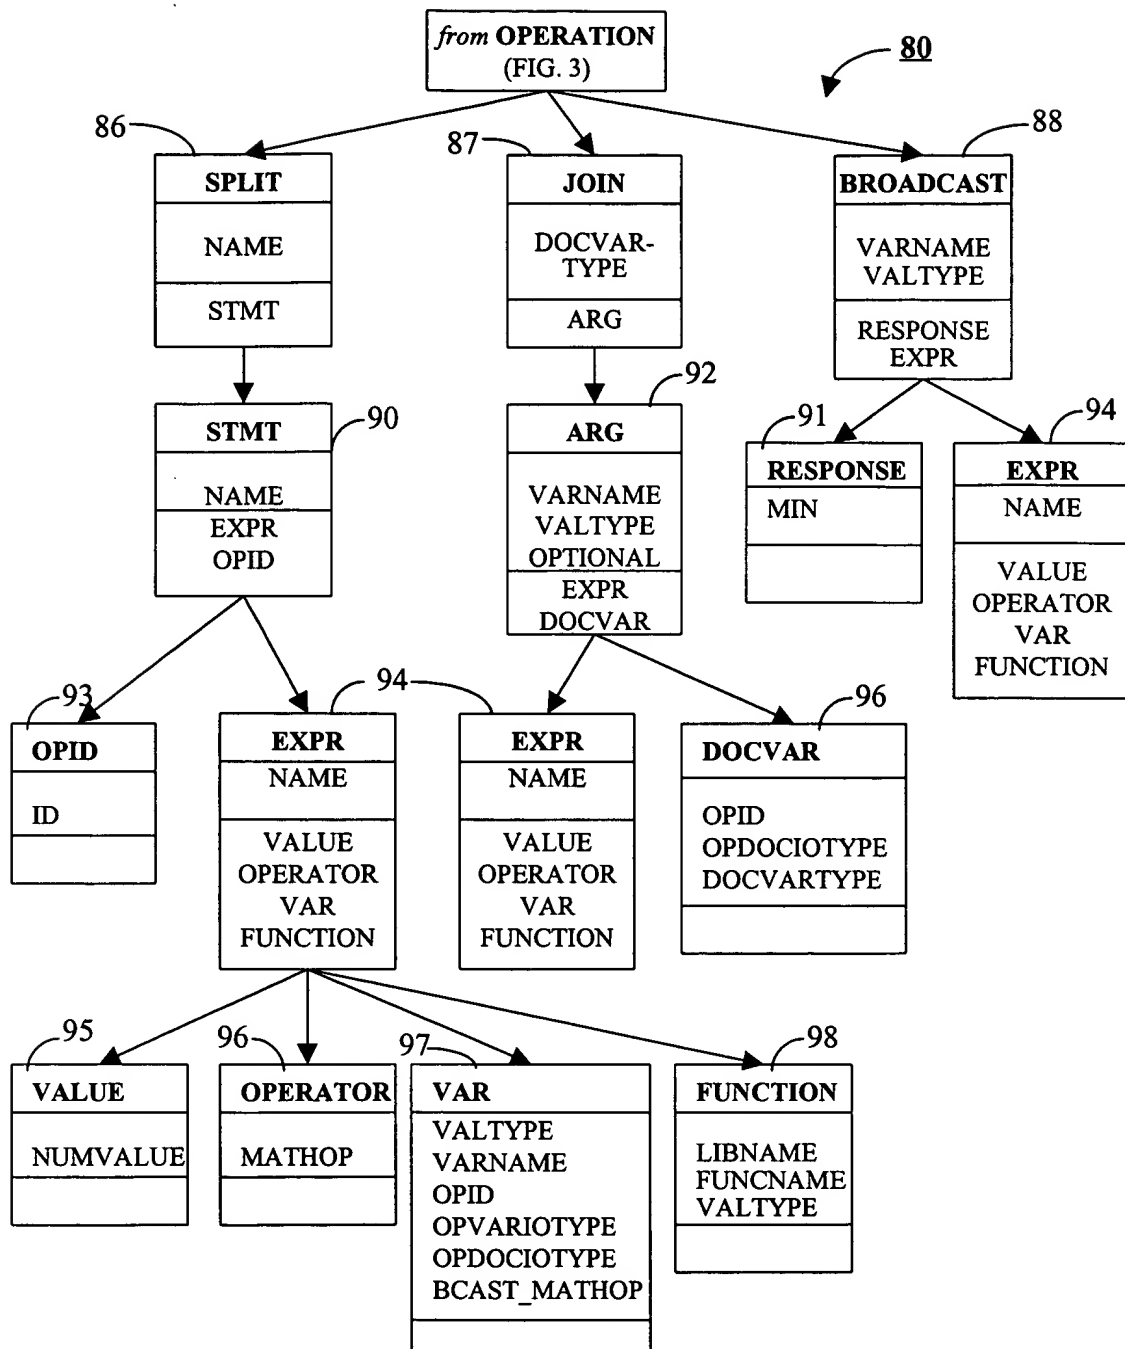 from OPERATION
(FIG. 3)
80
86
SPLIT
NAME
STMT
87
JOIN
DOCVAR-
TYPE
ARG
88
BROADCAST
VARNAME
VALTYPE
RESPONSE
EXPR
90
STMT
NAME
EXPR
OPID
92
ARG
VARNAME
VALTYPE
OPTIONAL
EXPR
DOCVAR
91
RESPONSE
MIN
94
EXPR
NAME
VALUE
OPERATOR
VAR
FUNCTION
93
OPID
ID
94
EXPR
NAME
VALUE
OPERATOR
VAR
FUNCTION
EXPR
NAME
VALUE
OPERATOR
VAR
FUNCTION
96
DOCVAR
OPID
OPDOCIOTYPE
DOCVARTYPE
95
VALUE
NUMVALUE
96
OPERATOR
MATHOP
97
VAR
VALTYPE
VARNAME
OPID
OPVARIOTYPE
OPDOCIOTYPE
BCAST_MATHOP
98
FUNCTION
LIBNAME
FUNCNAME
VALTYPE